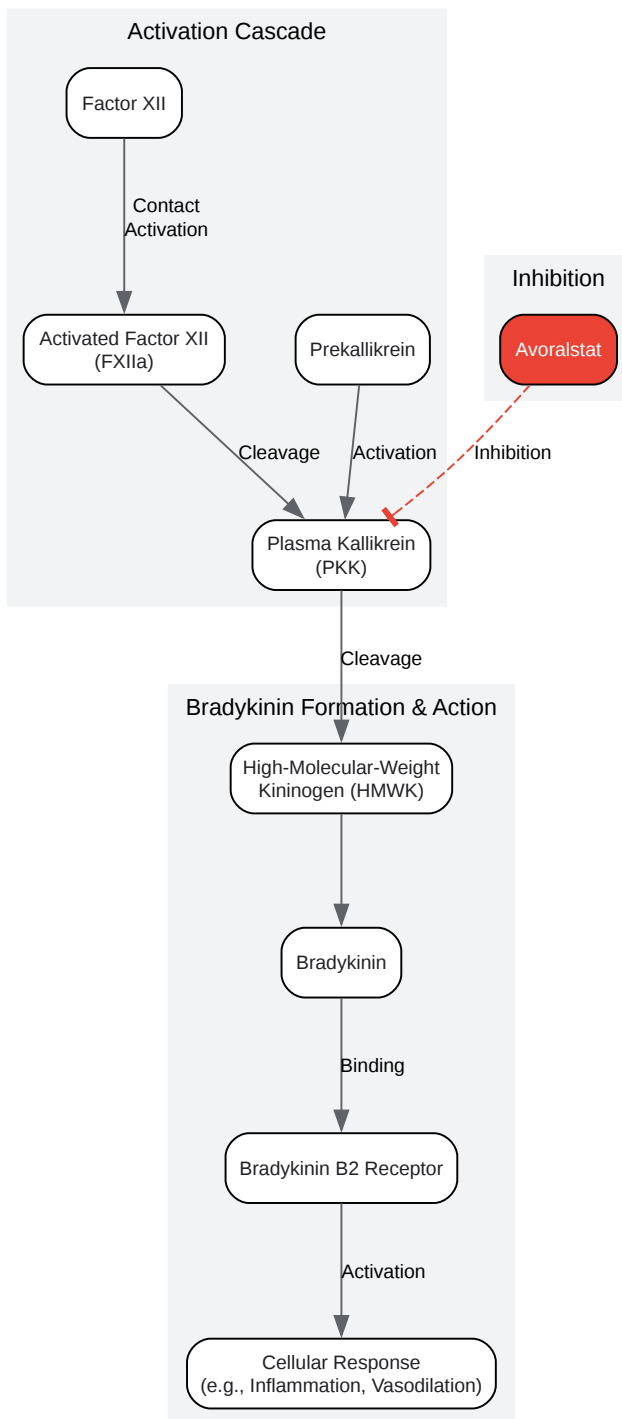 Activation Cascade
Factor XII
Contact
Activation
Inhibition
Activated Factor XII
(FXIIa)
Prekallikrein
Avoralstat
Cleavage
Activation
Inhibition
Plasma Kallikrein
(PKK)
Cleavage
Bradykinin Formation & Action
High-Molecular-Weight
Kininogen (HMWK)
Bradykinin
Binding
Bradykinin B2 Receptor
Activation
Cellular Response
(e.g., Inflammation, Vasodilation)